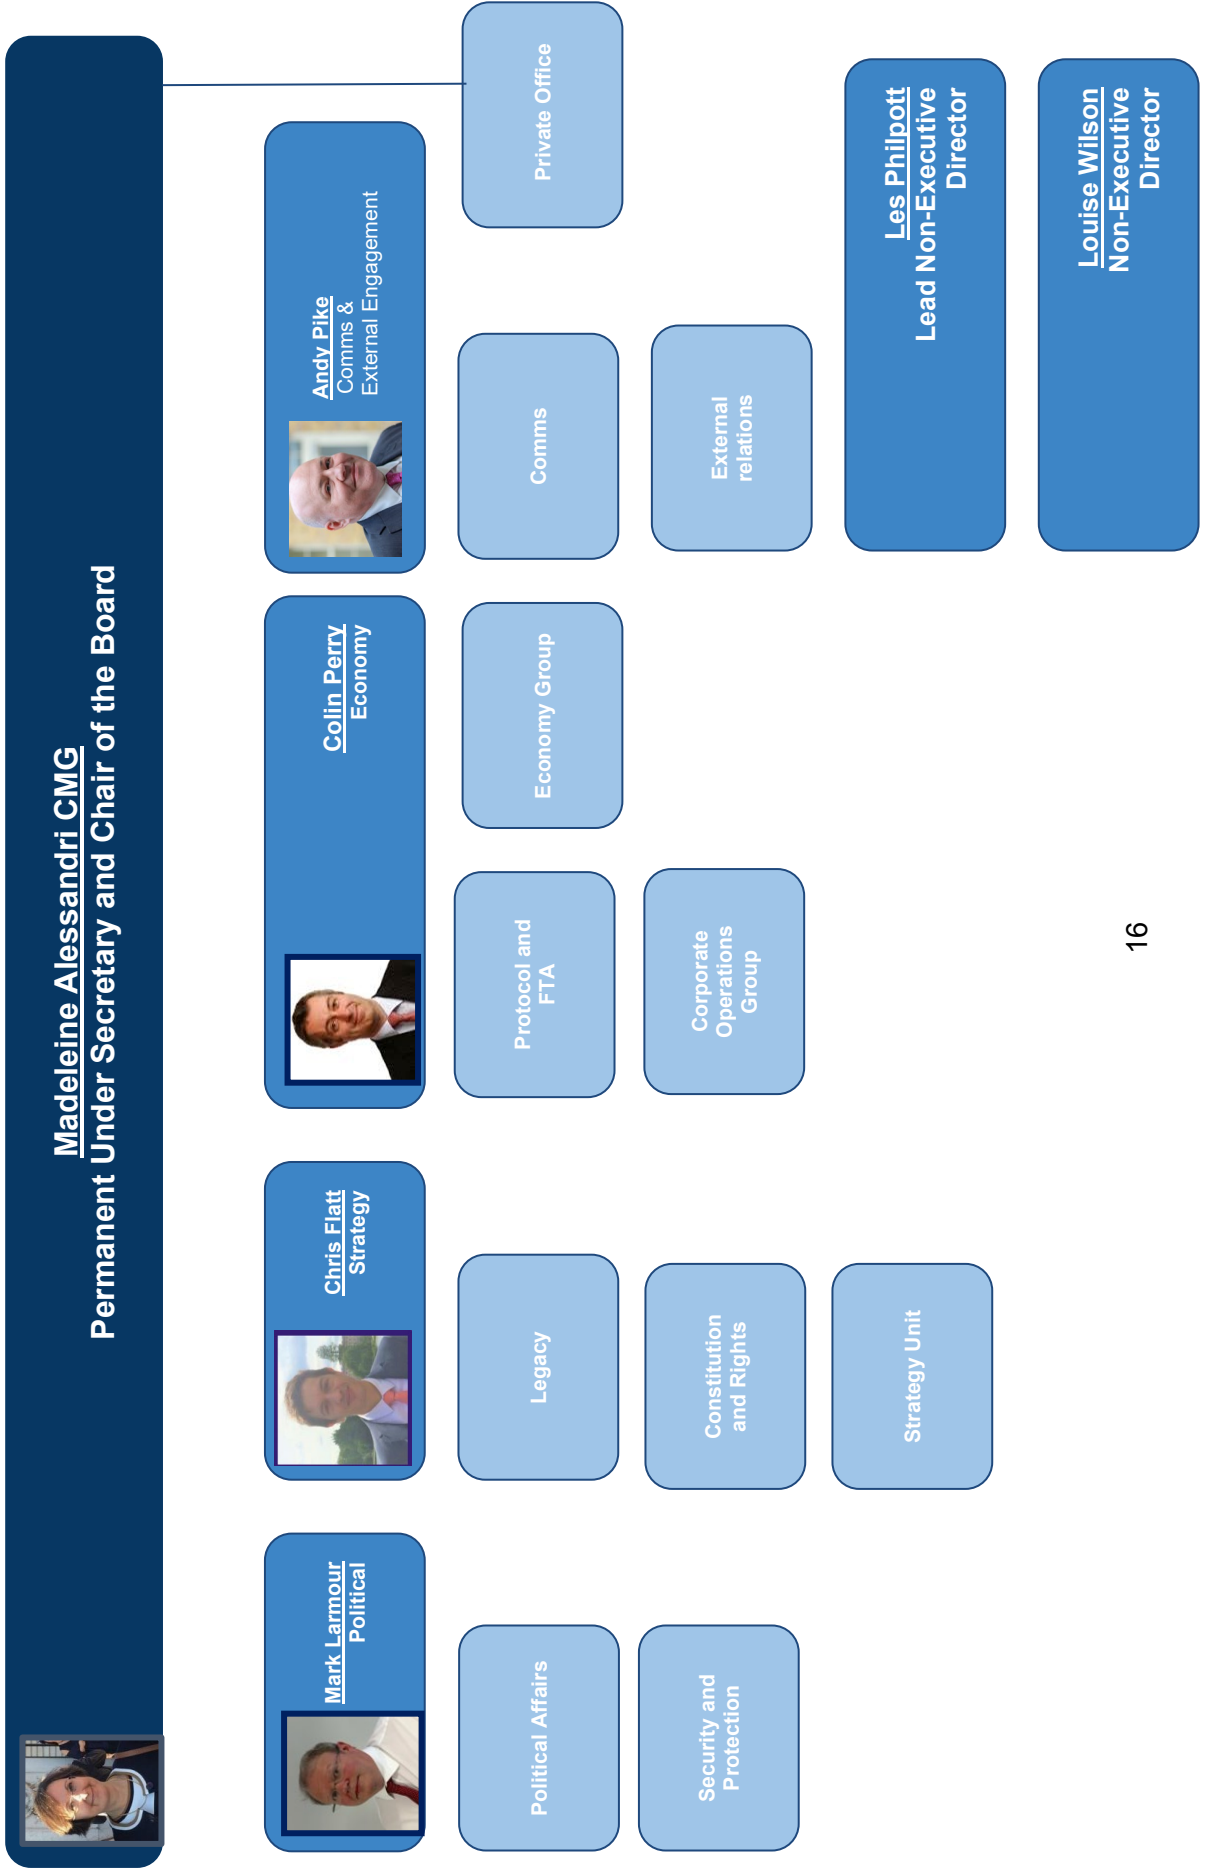 Madeleine Alessandri CMG
Permanent Under Secretary and Chair of the Board
Mark Larmour
Political
Chris Flatt
Strategy
Colin Perry
Economy
Andy Pike
Comms &
External Engagement
Political Affairs
Security and
Protection
Legacy
Constitution
and Rights
Strategy Unit
Protocol and
FTA
Corporate
Operations
Group
Economy Group
Comms
External
relations
Private Office
Les Philpott
Lead Non-Executive
Director
Louise Wilson
Non-Executive
Director
16